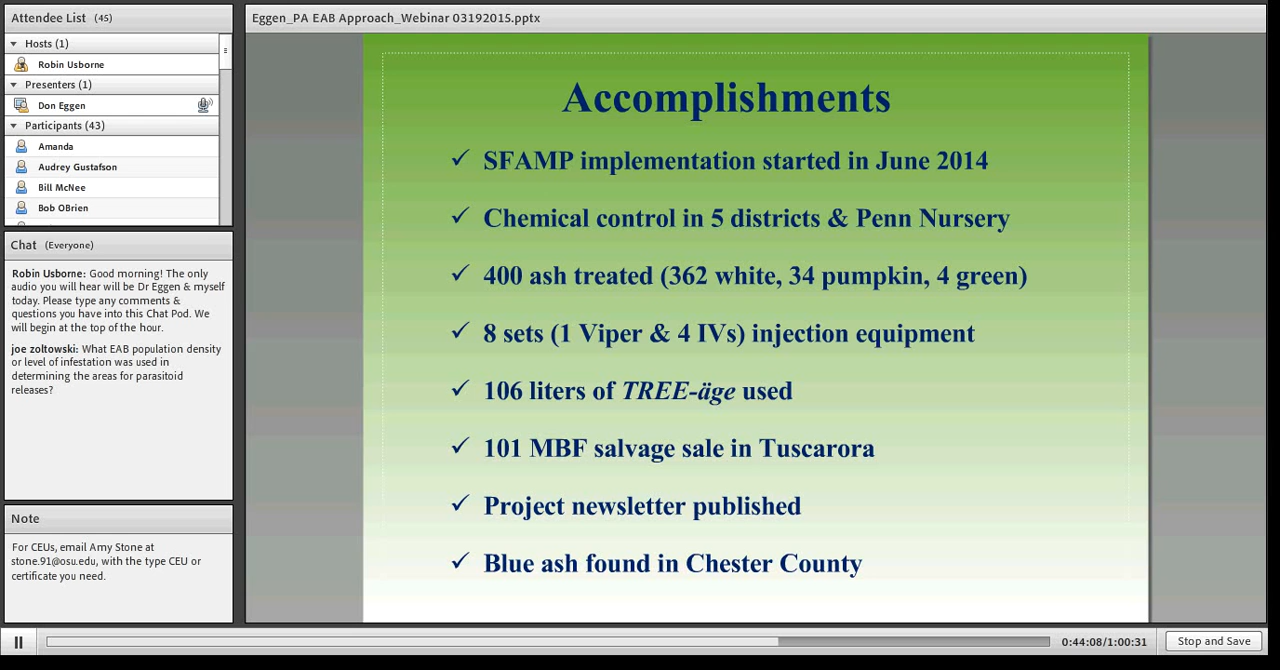 Attendee List (45)
Hosts (1)
Robin Usborne
Presenters (1)
Don Eggen
Participants (43)
Amanda
Audrey Gustafson
Bill McNee
Bob OBrien
Chat (Everyone)
Robin Usborne: Good morning! The only
audio you will hear will be Dr Eggen & myself
today. Please type any comments &
questions you have into this Chat Pod. We
will begin at the top of the hour.
joe zoltowski: What EAB population density
or level of infestation was used in
determining the areas for parasitoid
releases?
Note
For CEUs, email Amy Stone at
stone.91@osu.edu, with the type CEU or
certificate you need.
Eggen_PA EAB Approach_Webinar 03192015.pptx
Accomplishments
✓ SFAMP implementation started in June 2014
✓ Chemical control in 5 districts & Penn Nursery
✓ 400 ash treated (362 white, 34 pumpkin, 4 green)
✓ 8 sets (1 Viper & 4 IVs) injection equipment
✓ 106 liters of TREE-äge used
✓ 101 MBF salvage sale in Tuscarora
✓ Project newsletter published
✓ Blue ash found in Chester County
0:44:08/1:00:31
Stop and Save